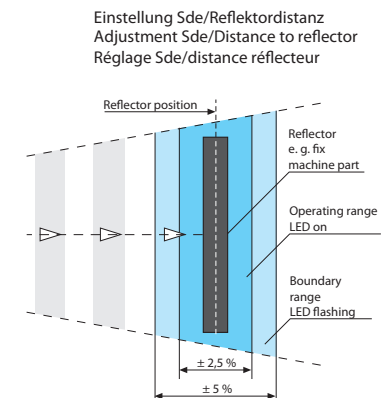 Einstellung Sde/Reflektordistanz
Adjustment Sde/Distance to reflector
Réglage Sde/distance réflecteur
Reflector position
Reflector
e. g. fix
machine part
Operating range
LED on
Boundary
range
LED flashing
± 2,5 %
± 5 %